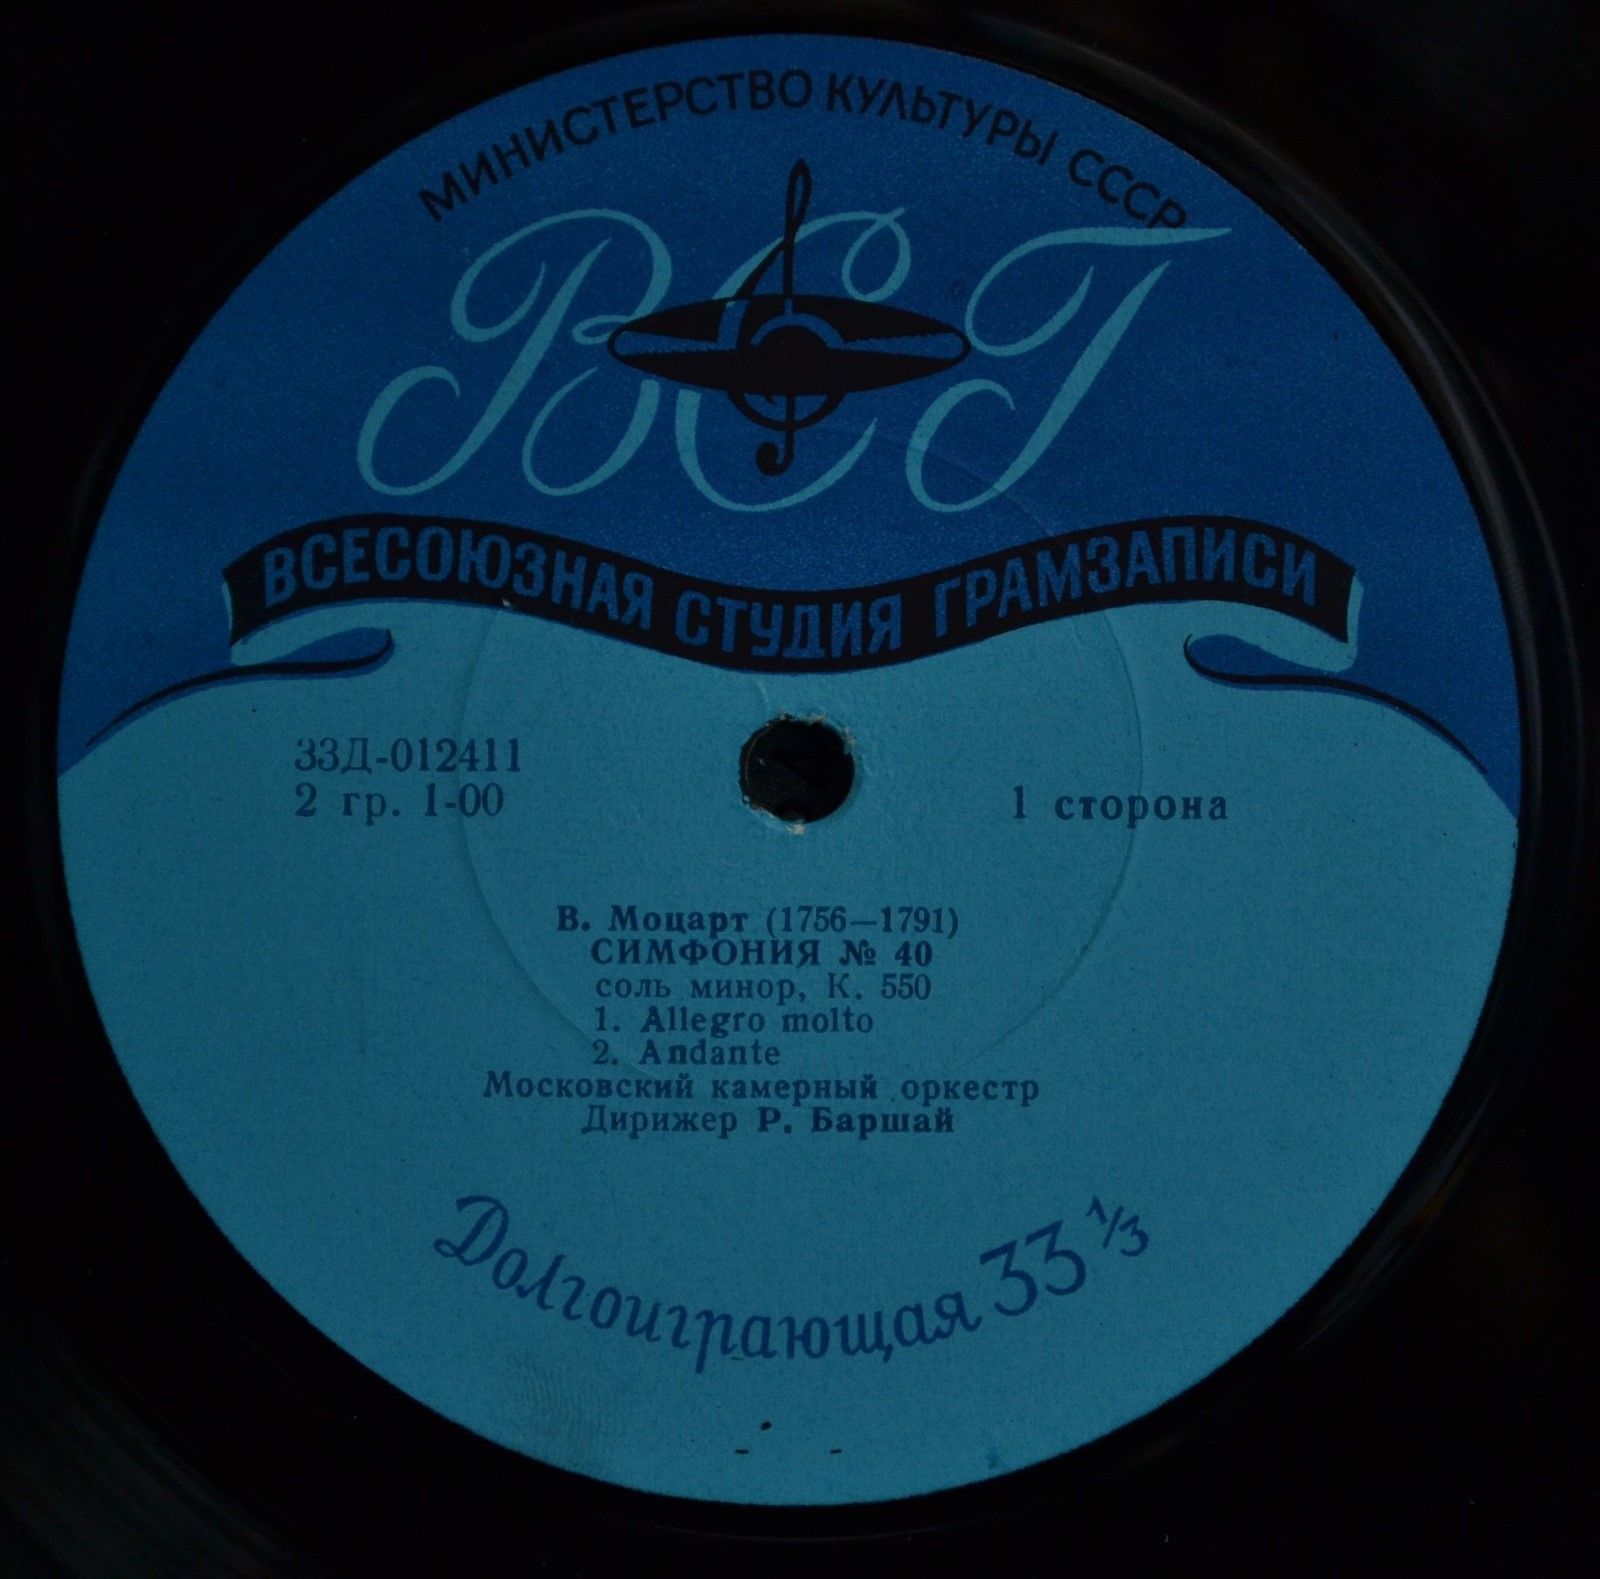 МИНИСТЕРСТВО КУЛЬТУРЫ СССР
ВСГ
ВСЕСОЮЗНАЯ СТУДИЯ ГРАМЗАПИСИ
33Д-012411
2 гр. 1-00
1 сторона
В. Моцарт (1756—1791)
СИМФОНИЯ № 40
соль минор, К. 550
1. Allegro molto
2. Andante
Московский камерный оркестр
Дирижер Р. Баршай
Долгоиграющая 33 1/3